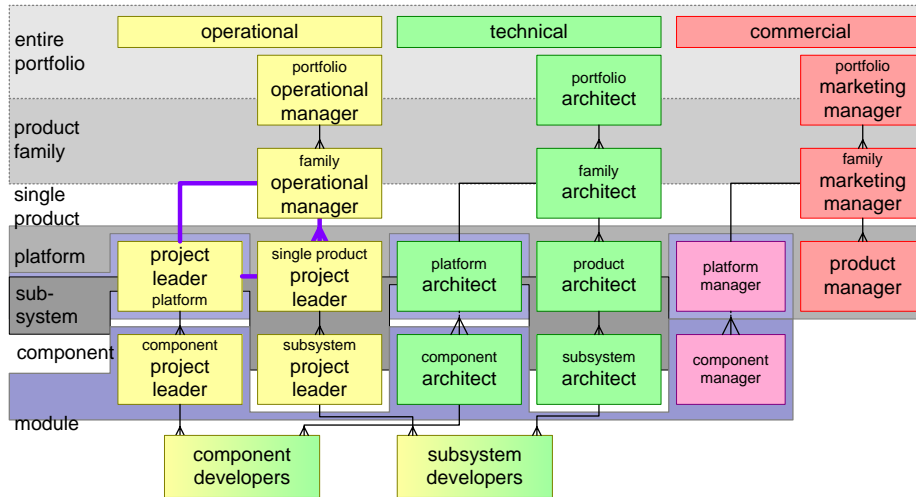 entire
portfolio
operational
technical
commercial
portfolio
operational
manager
portfolio
architect
portfolio
marketing
manager
product
family
family
operational
manager
family
architect
family
marketing
manager
single
product
platform
project
leader
platform
single product
project
leader
platform
architect
product
architect
platform
manager
product
manager
sub-
system
component
component
project
leader
subsystem
project
leader
component
architect
subsystem
architect
component
manager
module
component
developers
subsystem
developers